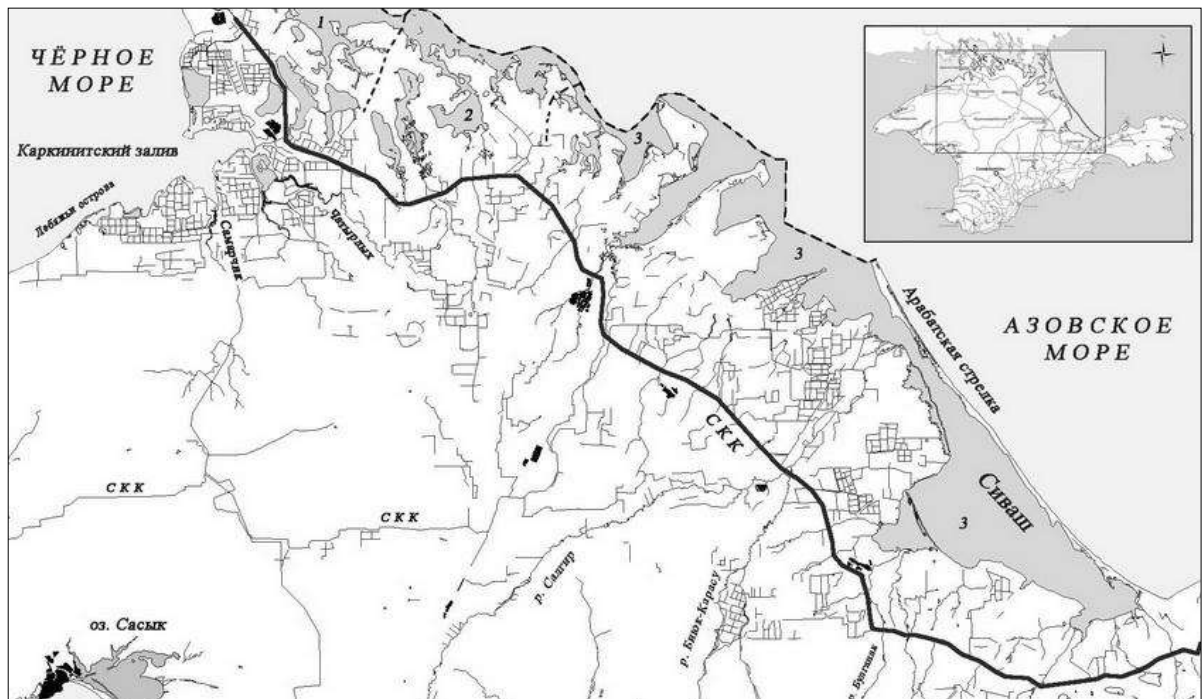 1
ЧЁРНОЕ
МОРЕ
2
3
Каркинитский залив
Лебяжьи острова
Самарчик
Чатырлык
3
Арабатская стрелка
АЗОВСКОЕ
МОРЕ
СКК
СКК
СКК
Сиваш
3
р. Салгир
р. Биюк-Карасу
оз. Сасык
р. Булганак